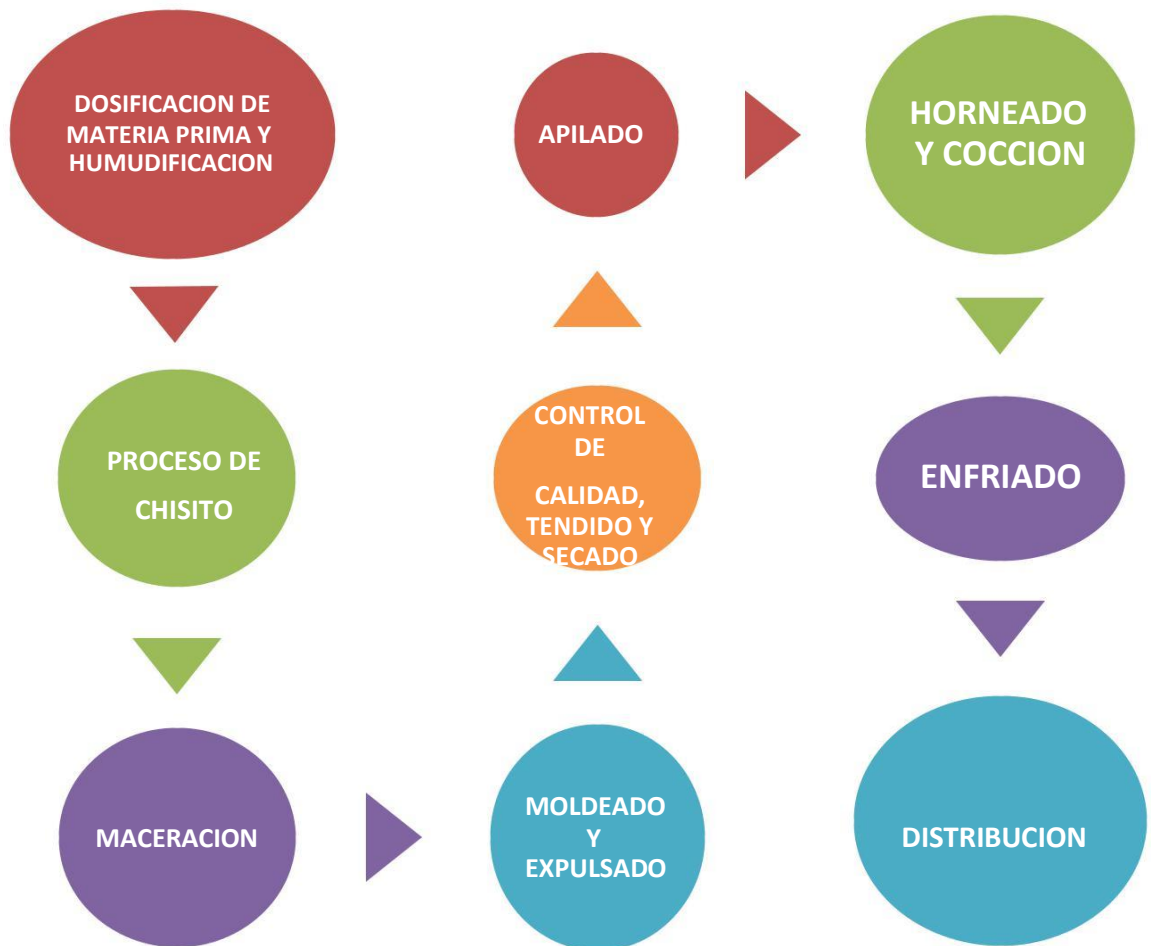 DOSIFICACION DE
MATERIA PRIMA Y
HUMUDIFICACION
PROCESO DE
CHISITO
MACERACION
MOLDEADO
Y
EXPULSADO
CONTROL
DE
CALIDAD,
TENDIDO Y
SECADO
APILADO
HORNEADO
Y COCCION
ENFRIADO
DISTRIBUCION